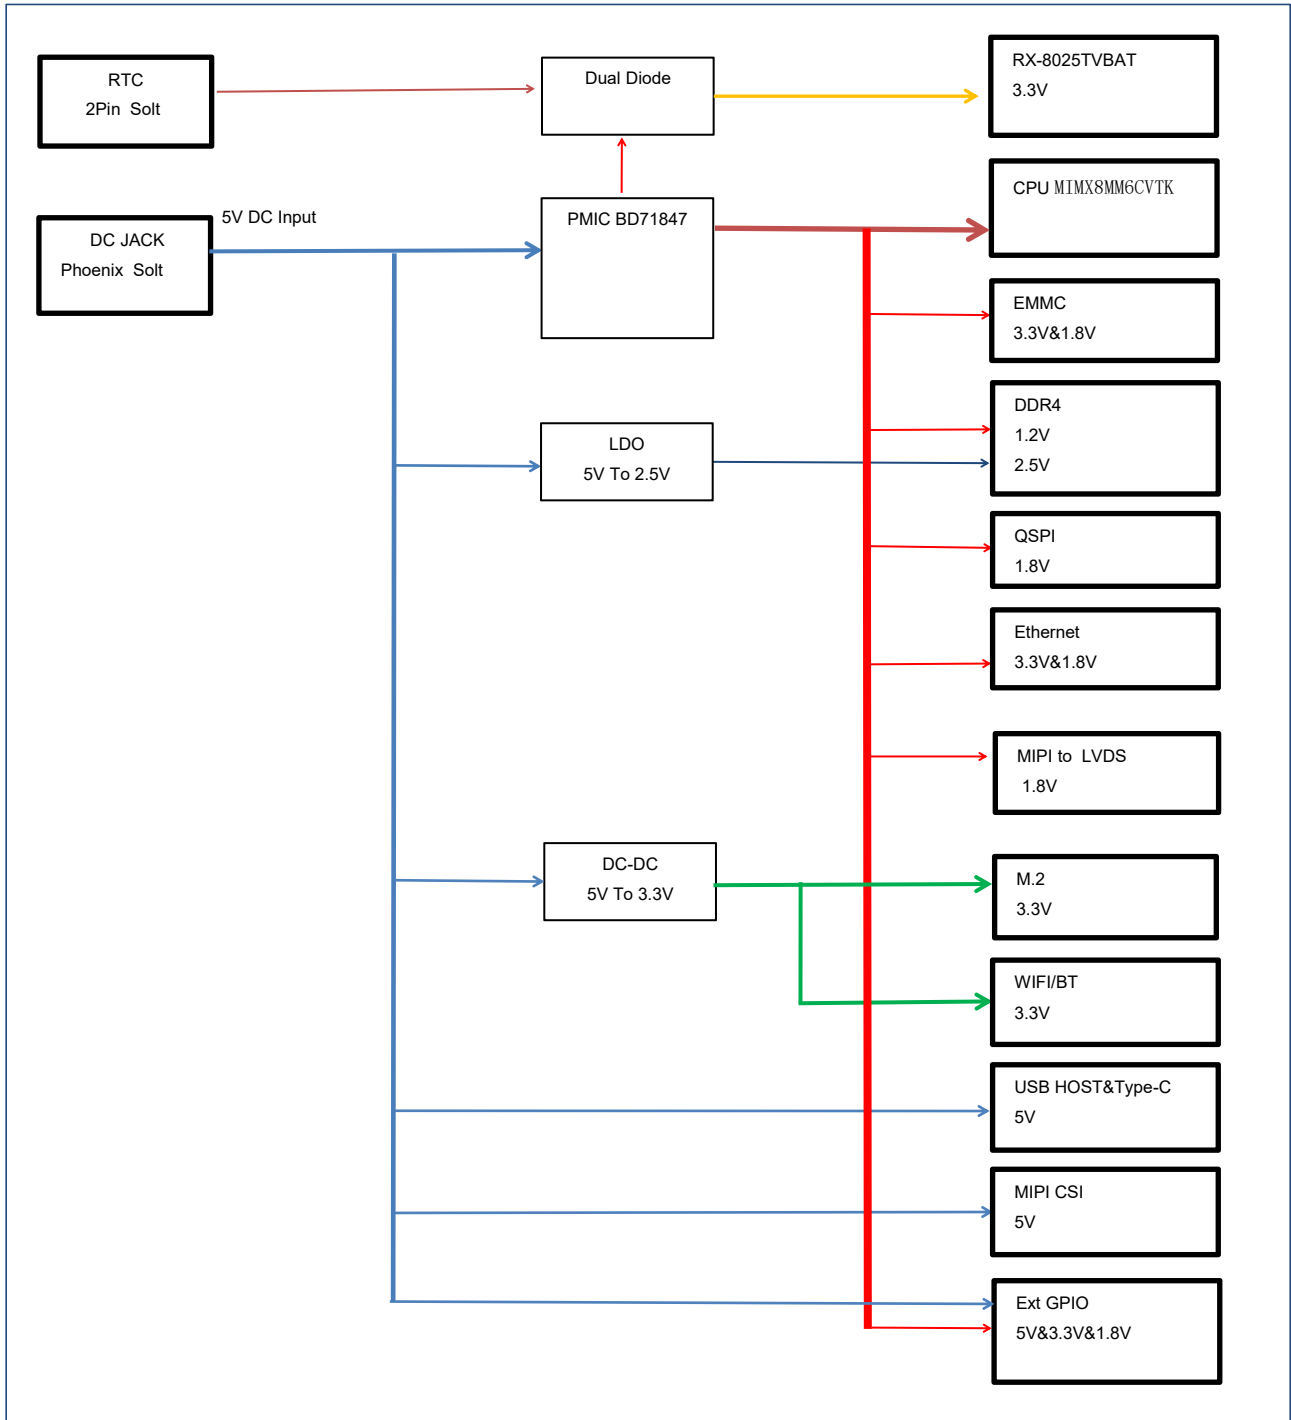 RTC
2Pin Solt
Dual Diode
RX-8025TVBAT
3.3V
5V DC Input
DC JACK
Phoenix Solt
PMIC BD71847
CPU MIMX8MM6CVTK
EMMC
3.3V&1.8V
LDO
5V To 2.5V
DDR4
1.2V
2.5V
QSPI
1.8V
Ethernet
3.3V&1.8V
MIPI to LVDS
1.8V
DC-DC
5V To 3.3V
M.2
3.3V
WIFI/BT
3.3V
USB HOST&Type-C
5V
MIPI CSI
5V
Ext GPIO
5V&3.3V&1.8V